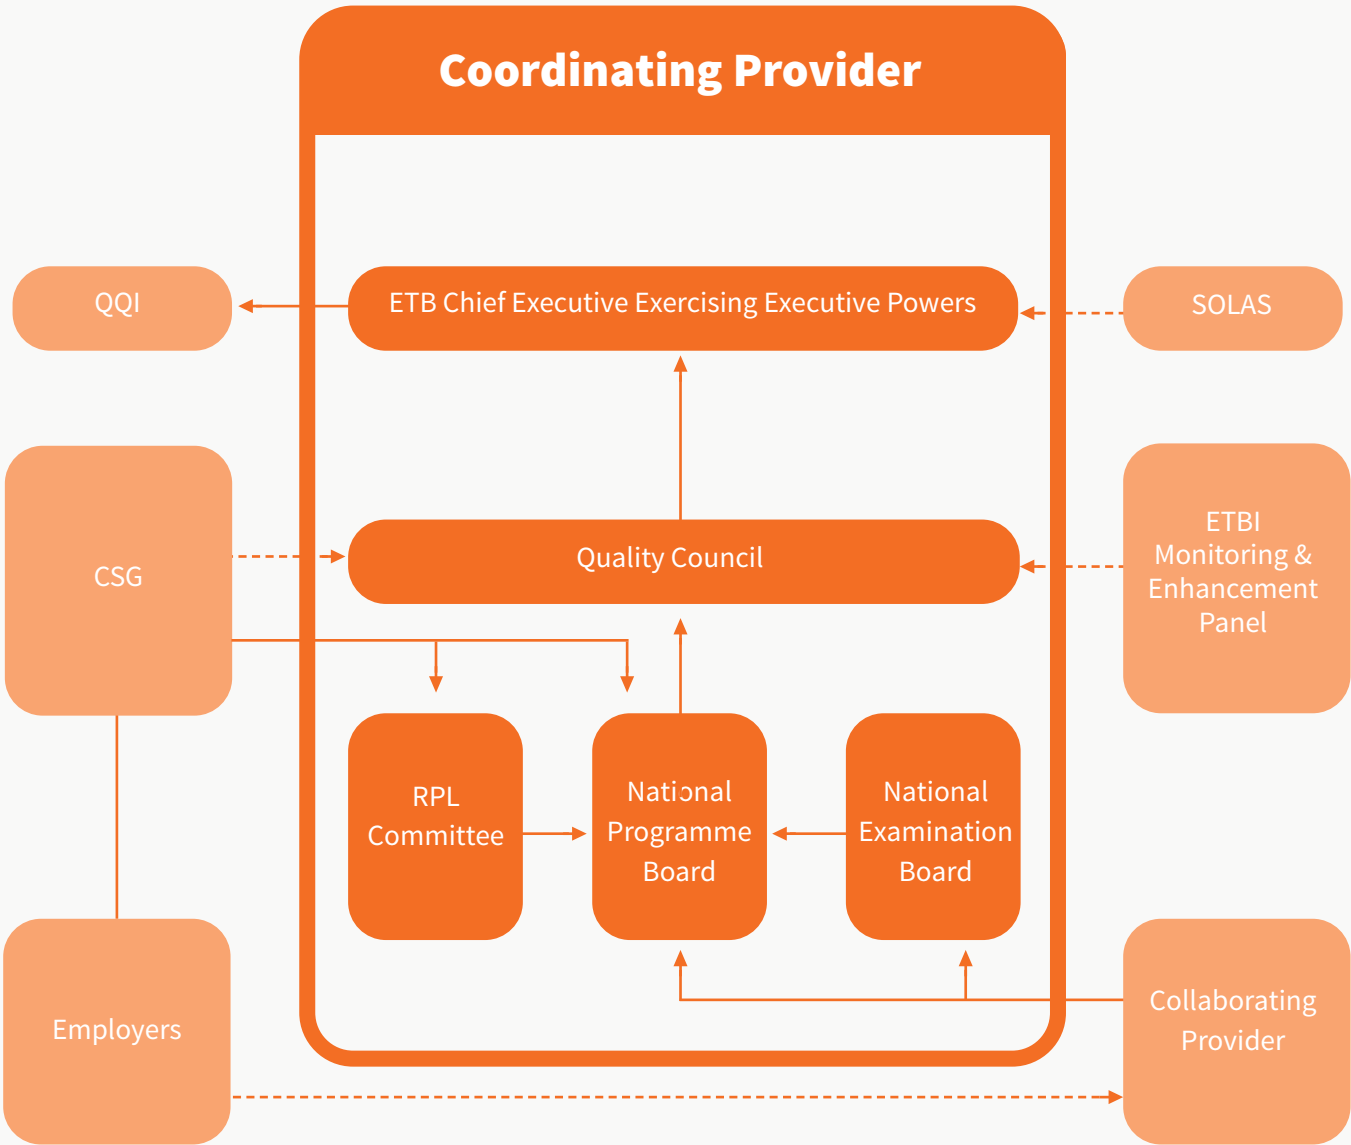 Coordinating Provider
QQI
ETB Chief Executive Exercising Executive Powers
SOLAS
CSG
Quality Council
ETBI
Monitoring &
Enhancement
Panel
RPL
Committee
National
Programme
Board
National
Examination
Board
Employers
Collaborating
Provider